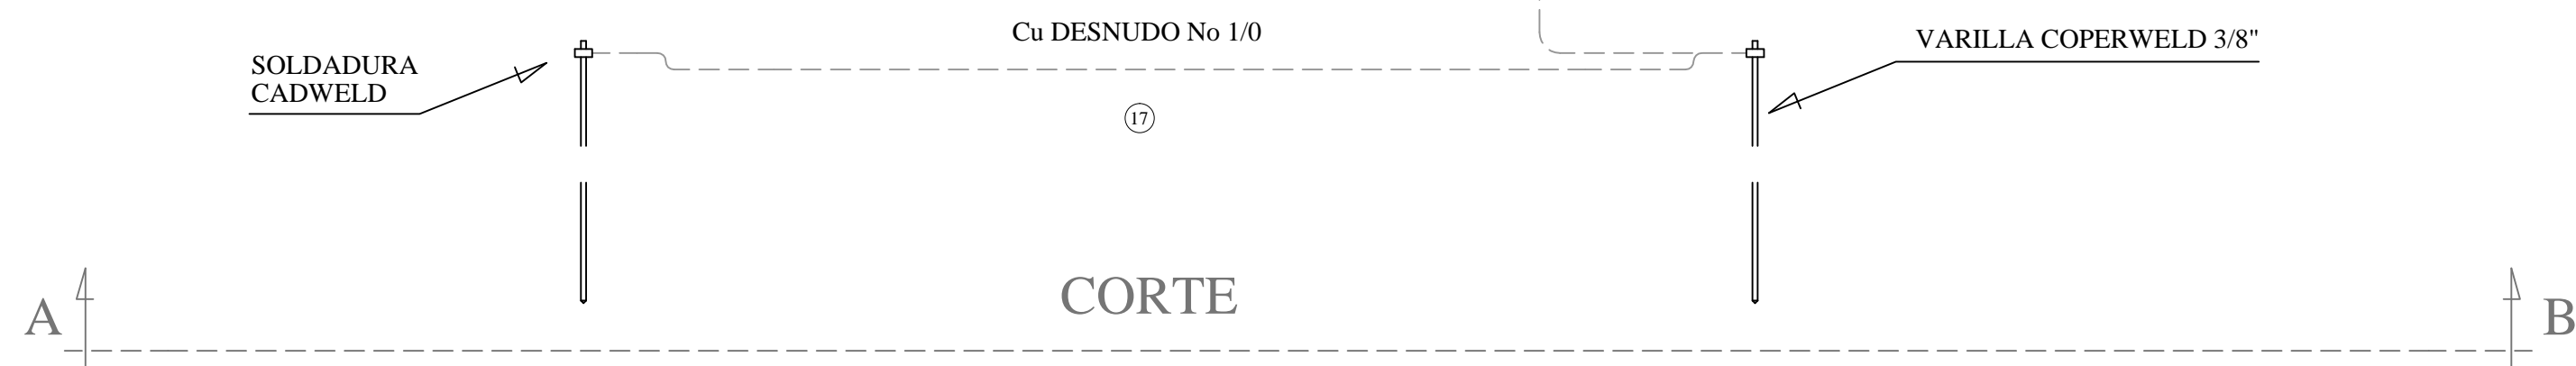 Cu DESNUDO No 1/0
SOLDADURA
CADWELD
VARILLA COPERWELD 3/8"
17
CORTE
A
B